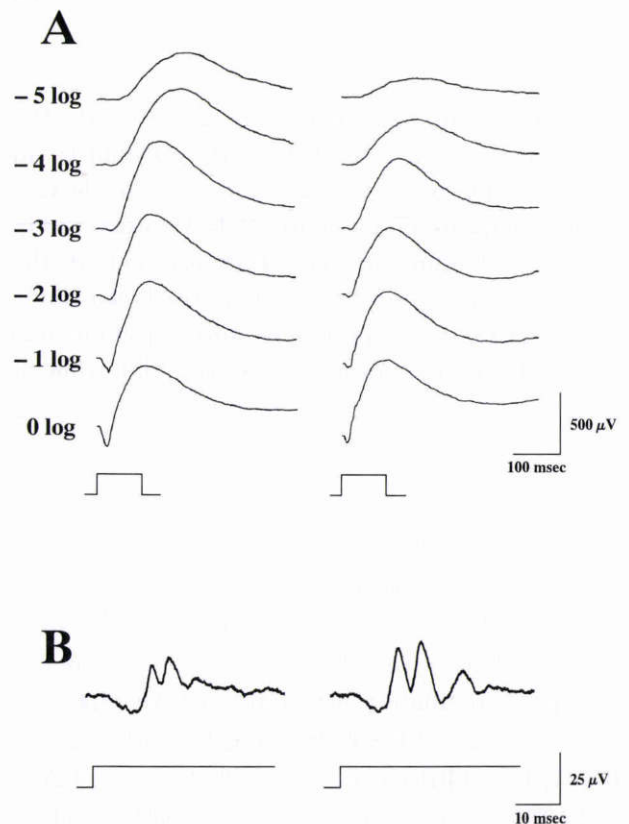 A
– 5 log
– 4 log
– 3 log
– 2 log
– 1 log
0 log
500 μV
100 msec
B
25 μV
10 msec